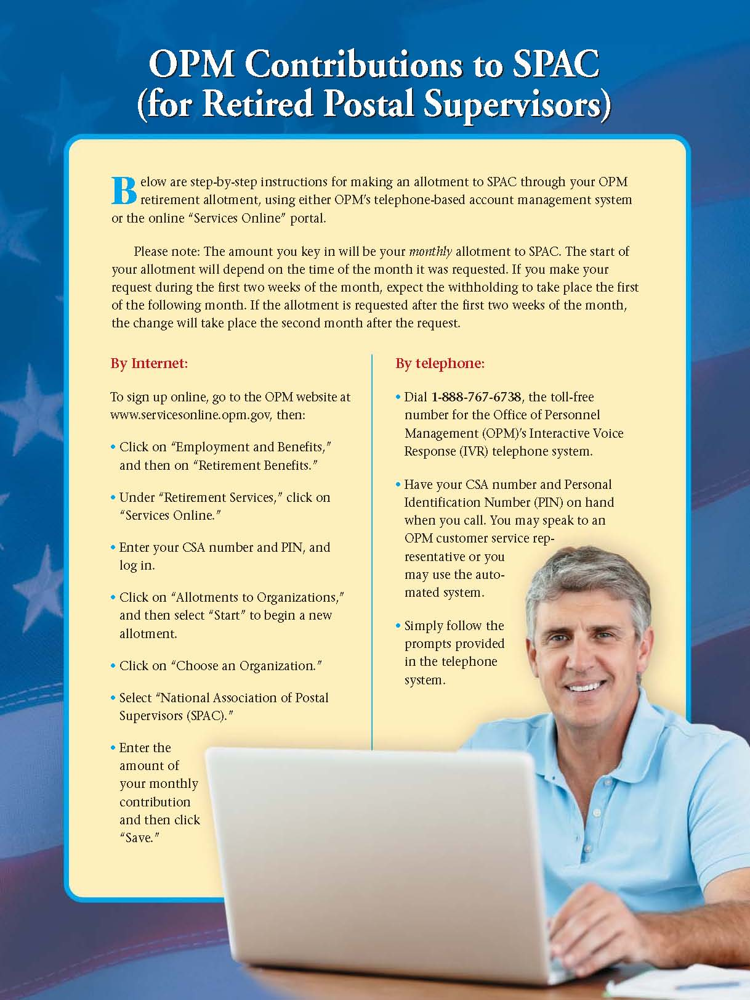 OPM Contributions to SPAC
(for Retired Postal Supervisors)
Below are step-by-step instructions for making an allotment to SPAC through your OPM
retirement allotment, using either OPM’s telephone-based account management system
or the online “Services Online” portal.
Please note: The amount you key in will be your monthly allotment to SPAC. The start of
your allotment will depend on the time of the month it was requested. If you make your
request during the first two weeks of the month, expect the withholding to take place the first
of the following month. If the allotment is requested after the first two weeks of the month,
the change will take place the second month after the request.
By Internet:
To sign up online, go to the OPM website at
www.servicesonline.opm.gov, then:
• Click on “Employment and Benefits,”
and then on “Retirement Benefits.”
• Under “Retirement Services,” click on
“Services Online.”
• Enter your CSA number and PIN, and
log in.
• Click on “Allotments to Organizations,”
and then select “Start” to begin a new
allotment.
• Click on “Choose an Organization.”
• Select “National Association of Postal
Supervisors (SPAC).”
• Enter the
amount of
your monthly
contribution
and then click
“Save.”
By telephone:
• Dial 1-888-767-6738, the toll-free
number for the Office of Personnel
Management (OPM)’s Interactive Voice
Response (IVR) telephone system.
• Have your CSA number and Personal
Identification Number (PIN) on hand
when you call. You may speak to an
OPM customer service rep-
resentative or you
may use the auto-
mated system.
• Simply follow the
prompts provided
in the telephone
system.